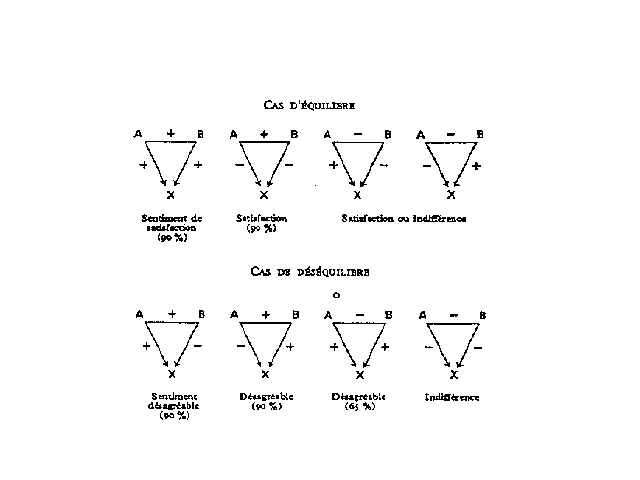 CAS D'ÉQUILIBRE
A + B A + B A − B A − B
+ + − − + − − +
X X X X
Sentiment de satisfaction (90 %)
Satisfaction (90 %)
Satisfaction ou indifférence
CAS DE DÉSÉQUILIBRE
O
A + B A + B A − B A − B
+ − − + + + − −
X X X X
Sentiment désagréable (90 %)
Désagréable (90 %)
Désagréable (65 %)
Indifférence